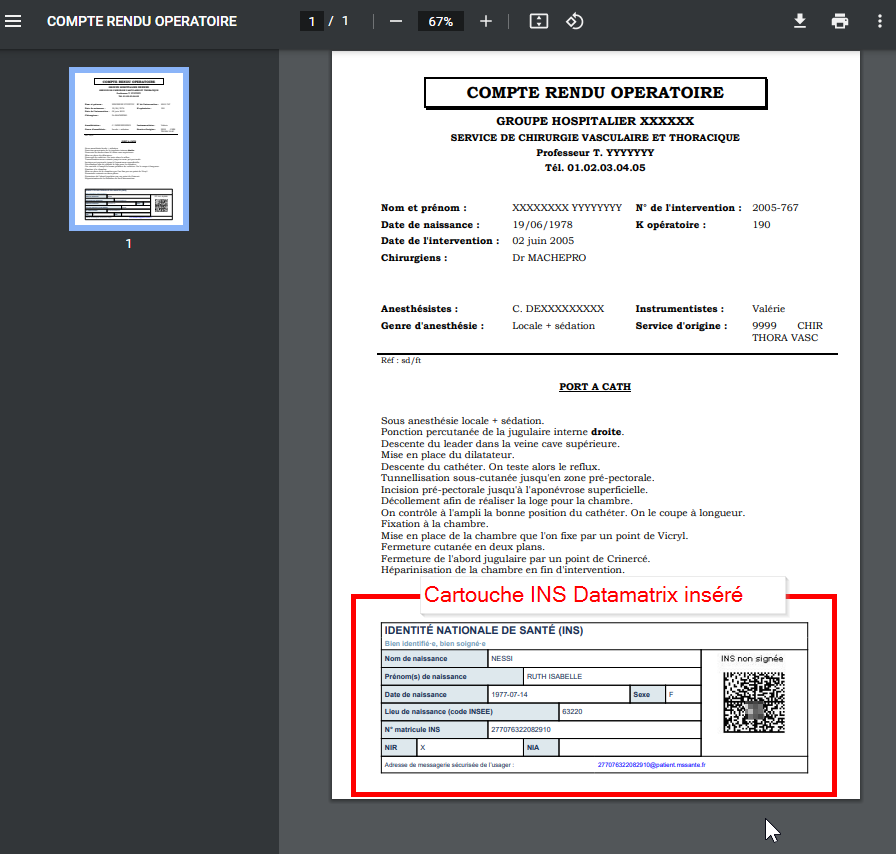 COMPTE RENDU OPERATOIRE
1 / 1
67%
1
COMPTE RENDU OPERATOIRE
GROUPE HOSPITALIER XXXXXX
SERVICE DE CHIRURGIE VASCULAIRE ET THORACIQUE
Professeur T. YYYYYYY
Tél. 01.02.03.04.05
Nom et prénom : XXXXXXXX YYYYYYYY N° de l'intervention : 2005-767
Date de naissance : 19/06/1978 K opératoire : 190
Date de l'intervention : 02 juin 2005
Chirurgiens : Dr MACHEPRO
Anesthésistes : C. DEXXXXXXXXX Instrumentistes : Valérie
Genre d'anesthésie : Locale + sédation Service d'origine : 9999 CHIR
THORA VASC
Réf : sd/ft
PORT A CATH
Sous anesthésie locale + sédation.
Ponction percutanée de la jugulaire interne droite.
Descente du leader dans la veine cave supérieure.
Mise en place du dilatateur.
Descente du cathéter. On teste alors le reflux.
Tunnellisation sous-cutanée jusqu'en zone pré-pectorale.
Incision pré-pectorale jusqu'à l'aponévrose superficielle.
Décollement afin de réaliser la loge pour la chambre.
On contrôle à l'ampli la bonne position du cathéter. On le coupe à longueur.
Fixation à la chambre.
Mise en place de la chambre que l'on fixe par un point de Vicryl.
Fermeture cutanée en deux plans.
Fermeture de l'abord jugulaire par un point de Crinercé.
Héparinisation de la chambre en fin d'intervention.
Cartouche INS Datamatrix inséré
IDENTITÉ NATIONALE DE SANTÉ (INS)
Bien identifié·e, bien soigné·e
Nom de naissance NESSI
INS non signée
Prénom(s) de naissance RUTH ISABELLE
Date de naissance 1977-07-14 Sexe F
Lieu de naissance (code INSEE) 63220
N° matricule INS 277076322082910
NIR X NIA
Adresse de messagerie sécurisée de l'usager : 277076322082910@patient.mssante.fr